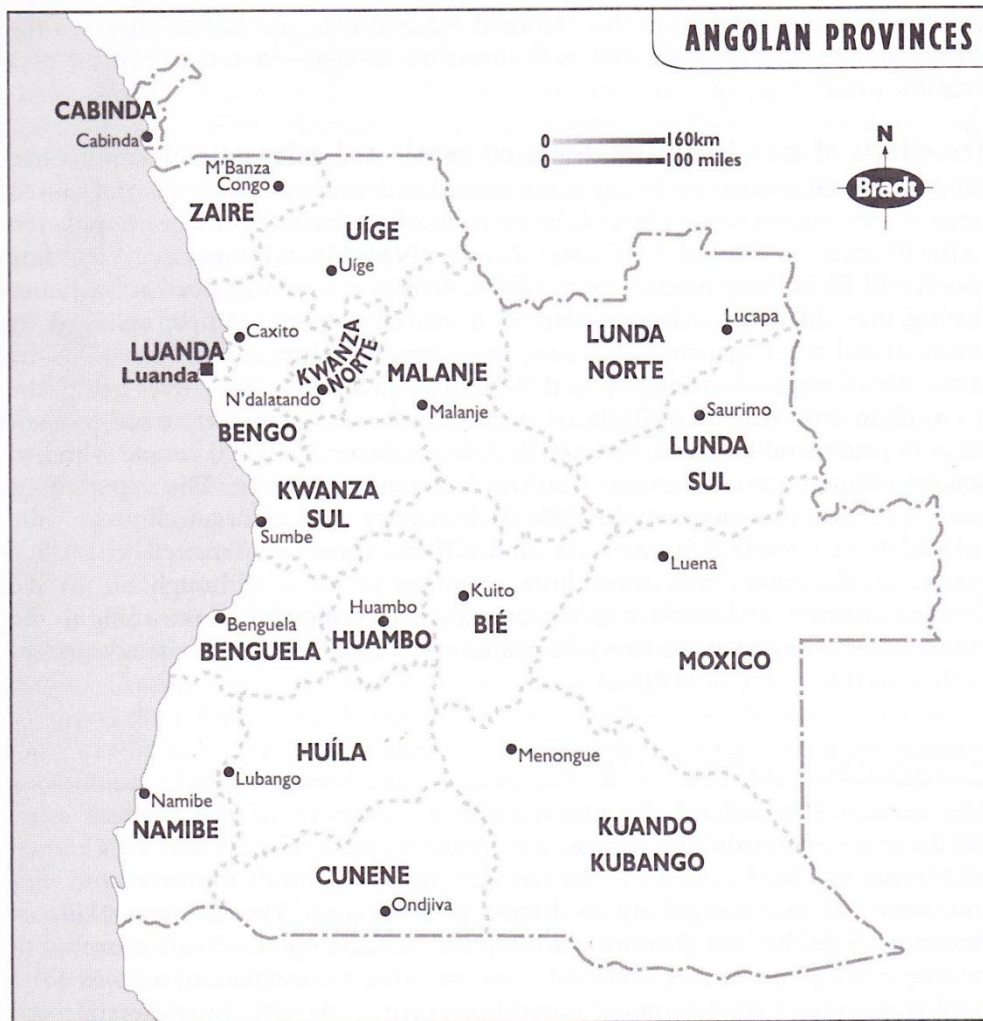 ANGOLAN PROVINCES
CABINDA
Cabinda
0 160km
0 100 miles
N
Bradt
M'Banza
Congo
ZAIRE
UÍGE
Uíge
Caxito
LUANDA
Luanda
KWANZA
NORTE
N'dalatando
BENGO
MALANJE
Malanje
LUNDA
NORTE
Lucapa
Saurimo
LUNDA
SUL
KWANZA
SUL
Sumbe
Luena
Kuito
BIÉ
Huambo
HUAMBO
Benguela
BENGUELA
MOXICO
HUÍLA
Lubango
Menongue
Namibe
NAMIBE
KUANDO
KUBANGO
CUNENE
Ondjiva